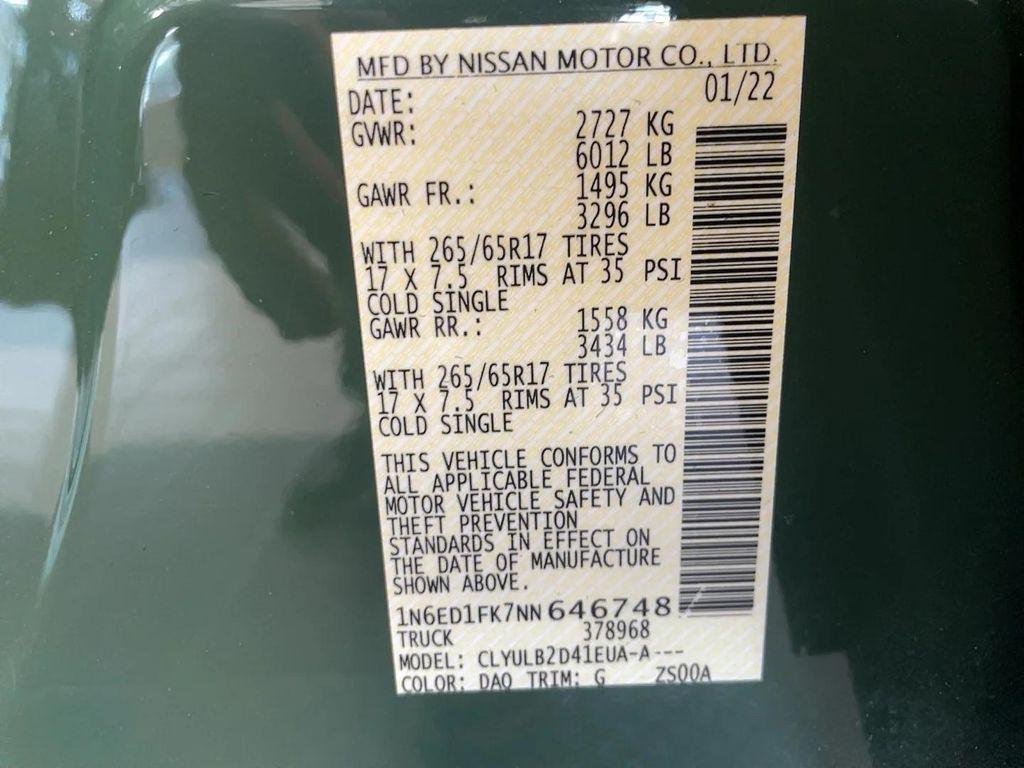 MFD BY NISSAN MOTOR CO., LTD.
DATE: 01/22
GVWR: 2727 KG
6012 LB
GAWR FR.: 1495 KG
3296 LB
WITH 265/65R17 TIRES
17 X 7.5 RIMS AT 35 PSI
COLD SINGLE
GAWR RR.: 1558 KG
3434 LB
WITH 265/65R17 TIRES
17 X 7.5 RIMS AT 35 PSI
COLD SINGLE
THIS VEHICLE CONFORMS TO
ALL APPLICABLE FEDERAL
MOTOR VEHICLE SAFETY AND
THEFT PREVENTION
STANDARDS IN EFFECT ON
THE DATE OF MANUFACTURE
SHOWN ABOVE.
1N6ED1FK7NN646748
TRUCK 378968
MODEL: CLYULB2D41EUA-A---
COLOR: DAQ TRIM: G ZS00A